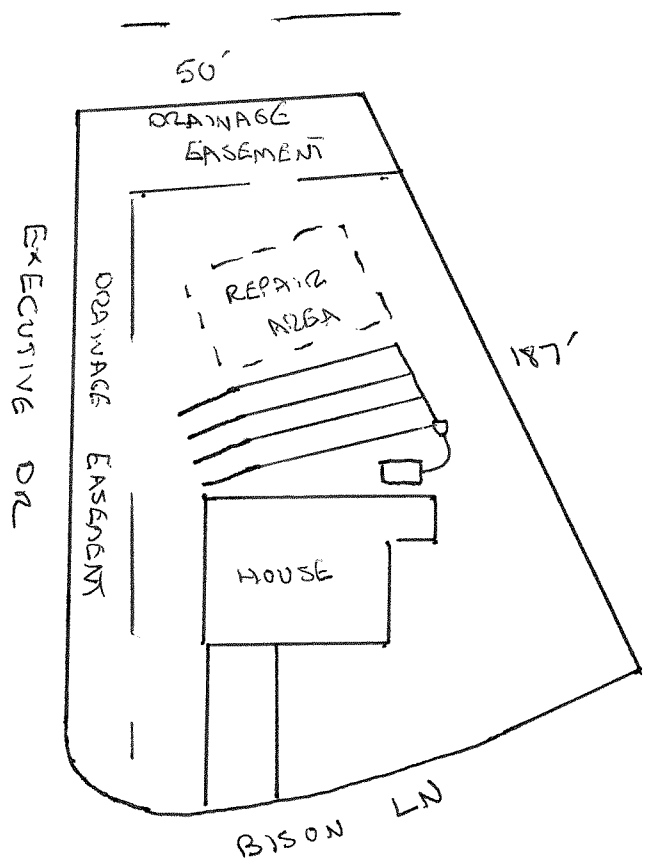 50'
DRAINAGE
EASEMENT
EXECUTIVE DR
DRAINAGE EASEMENT
REPAIR
AREA
187'
HOUSE
BISON LN